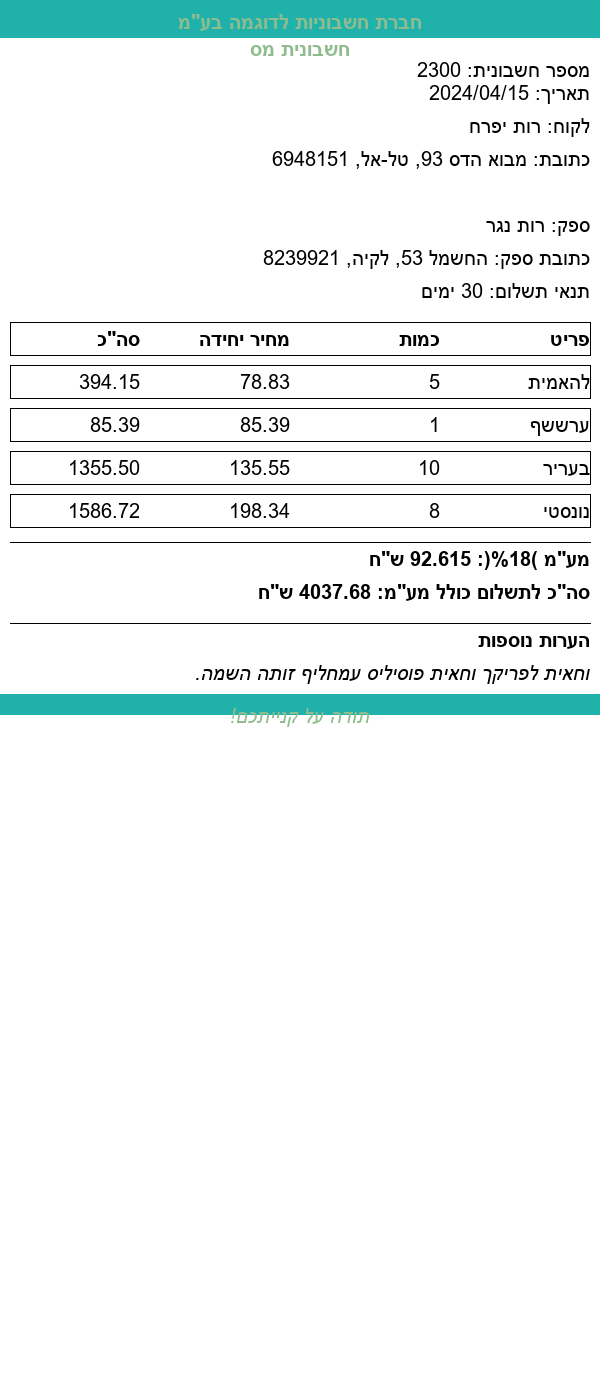 חברת חשבוניות לדוגמה בע"מ
חשבונית מס
מספר חשבונית: 2300
תאריך: 2024/04/15
לקוח: רות יפרח
כתובת: מבוא הדס 93, טל-אל, 6948151
ספק: רות נגר
כתובת ספק: החשמל 53, לקיה, 8239921
תנאי תשלום: 30 ימים
פריט כמות מחיר יחידה סה"כ
להאמית 5 78.83 394.15
ערששף 1 85.39 85.39
בעריר 10 135.55 1355.50
נונסטי 8 198.34 1586.72
מע"מ )18%(: 92.615 ש"ח
סה"כ לתשלום כולל מע"מ: 4037.68 ש"ח
הערות נוספות
וחאית לפריקך וחאית פוסיליס עמחליף זותה השמה.
תודה על קנייתכם!